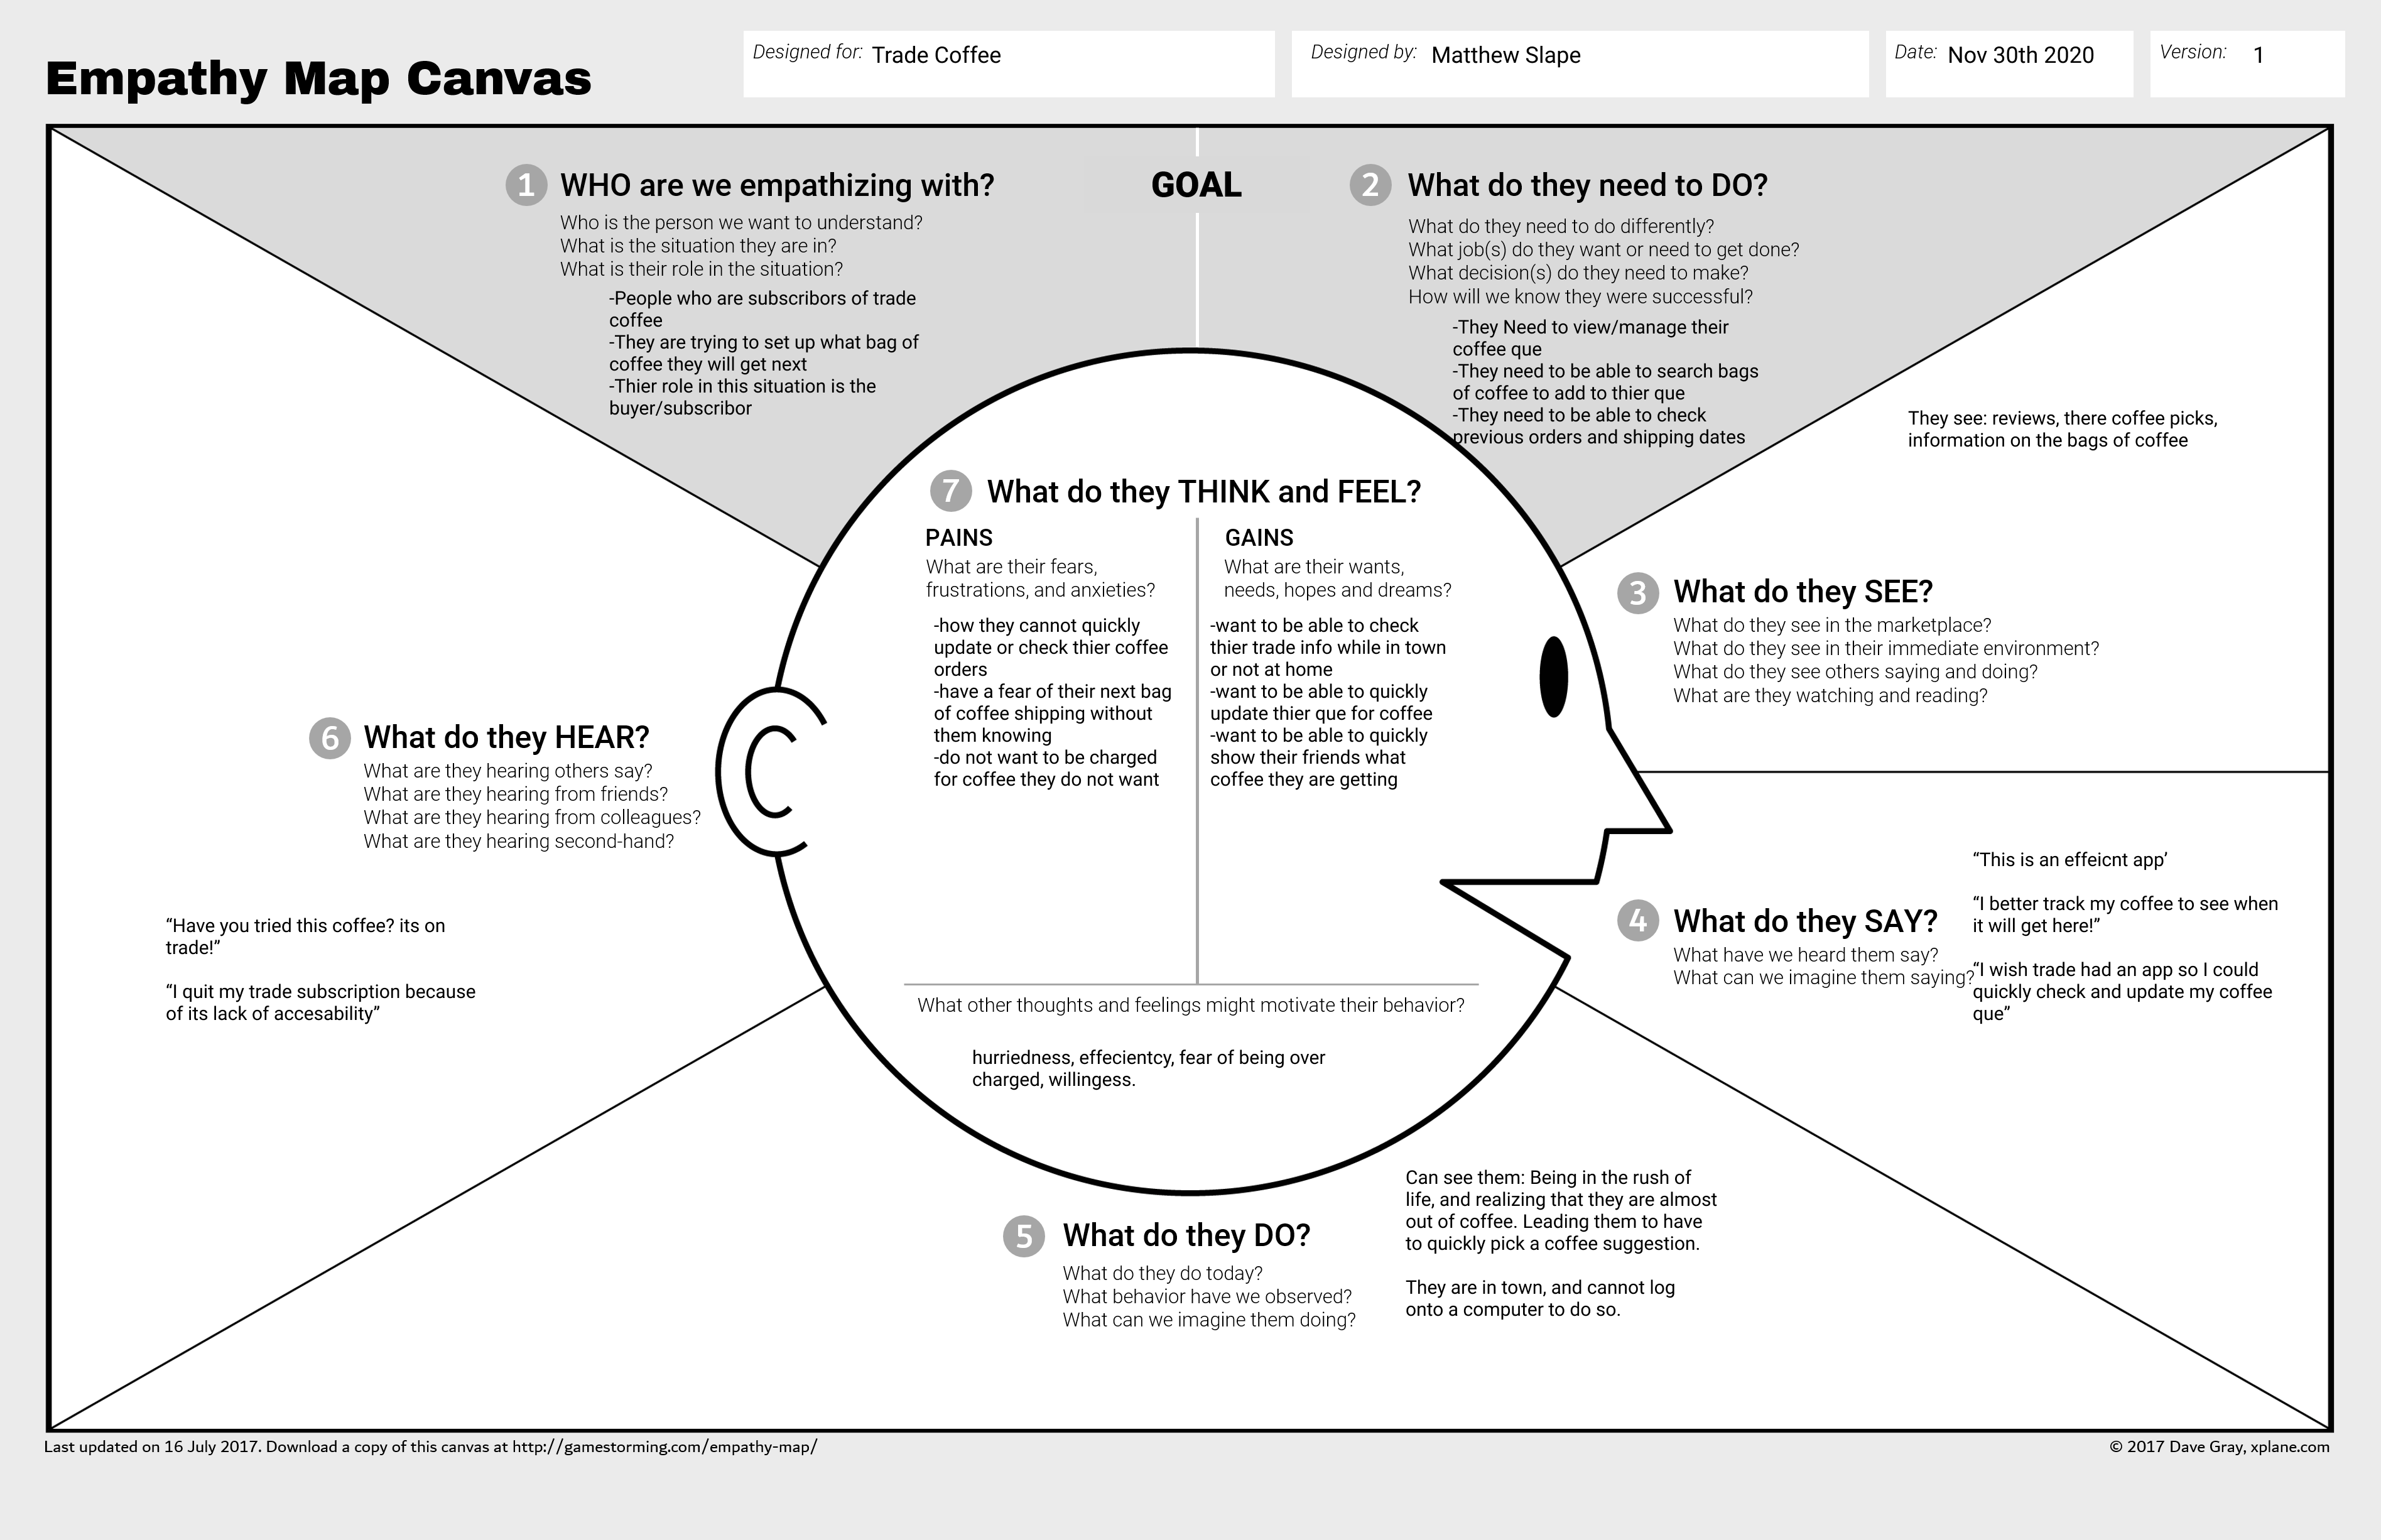 Empathy Map Canvas
Designed for: Trade Coffee
Designed by: Matthew Slape
Date: Nov 30th 2020
Version: 1
GOAL
1 WHO are we empathizing with?
Who is the person we want to understand?
What is the situation they are in?
What is their role in the situation?
-People who are subscribors of trade
coffee
-They are trying to set up what bag of
coffee they will get next
-Thier role in this situation is the
buyer/subscribor
2 What do they need to DO?
What do they need to do differently?
What job(s) do they want or need to get done?
What decision(s) do they need to make?
How will we know they were successful?
-They Need to view/manage their
coffee que
-They need to be able to search bags
of coffee to add to thier que
-They need to be able to check
previous orders and shipping dates
They see: reviews, there coffee picks,
information on the bags of coffee
3 What do they SEE?
What do they see in the marketplace?
What do they see in their immediate environment?
What do they see others saying and doing?
What are they watching and reading?
4 What do they SAY?
What have we heard them say?
What can we imagine them saying?
“This is an effeicnt app’
“I better track my coffee to see when
it will get here!”
“I wish trade had an app so I could
quickly check and update my coffee
que”
5 What do they DO?
What do they do today?
What behavior have we observed?
What can we imagine them doing?
Can see them: Being in the rush of
life, and realizing that they are almost
out of coffee. Leading them to have
to quickly pick a coffee suggestion.
They are in town, and cannot log
onto a computer to do so.
6 What do they HEAR?
What are they hearing others say?
What are they hearing from friends?
What are they hearing from colleagues?
What are they hearing second-hand?
“Have you tried this coffee? its on
trade!”
“I quit my trade subscription because
of its lack of accesability”
7 What do they THINK and FEEL?
PAINS
What are their fears,
frustrations, and anxieties?
-how they cannot quickly
update or check thier coffee
orders
-have a fear of their next bag
of coffee shipping without
them knowing
-do not want to be charged
for coffee they do not want
GAINS
What are their wants,
needs, hopes and dreams?
-want to be able to check
thier trade info while in town
or not at home
-want to be able to quickly
update thier que for coffee
-want to be able to quickly
show their friends what
coffee they are getting
What other thoughts and feelings might motivate their behavior?
hurriedness, effecientcy, fear of being over
charged, willingess.
Last updated on 16 July 2017. Download a copy of this canvas at http://gamestorming.com/empathy-map/
© 2017 Dave Gray, xplane.com